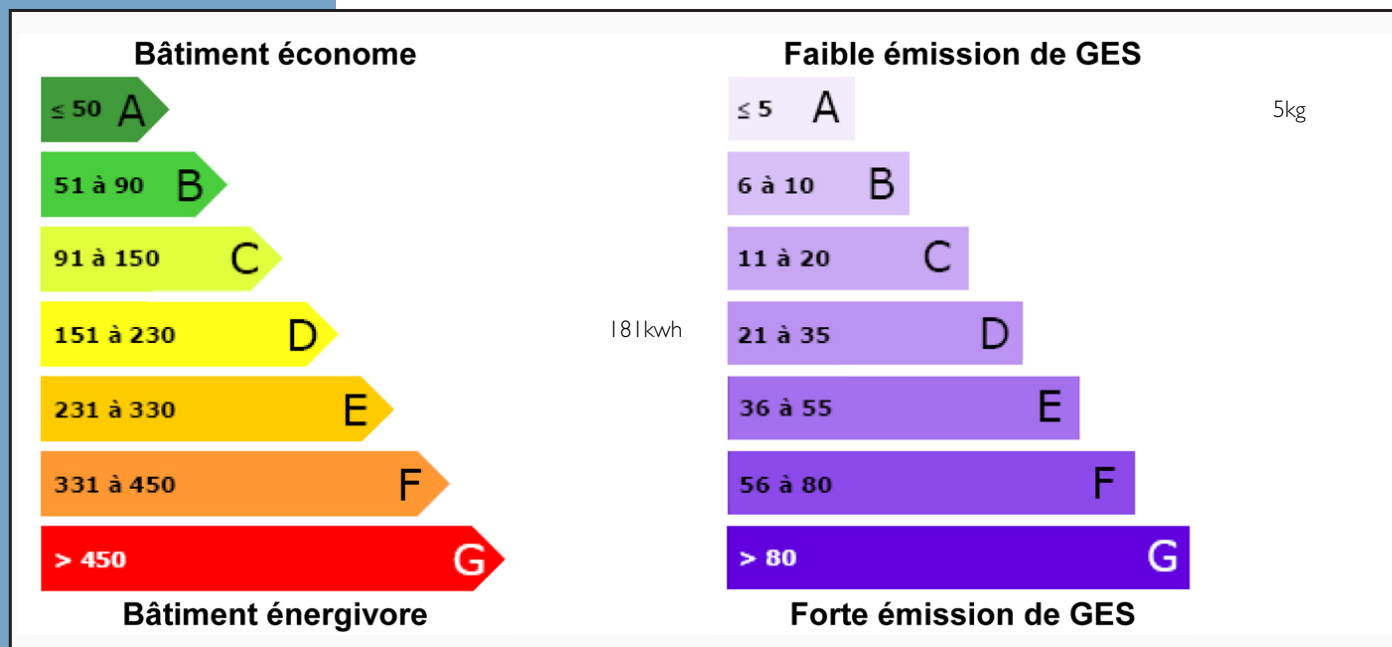 Bâtiment économe
≤ 50 A
51 à 90 B
91 à 150 C
151 à 230 D
181kwh
231 à 330 E
331 à 450 F
> 450 G
Bâtiment énergivore
Faible émission de GES
≤ 5 A
5kg
6 à 10 B
11 à 20 C
21 à 35 D
36 à 55 E
56 à 80 F
> 80 G
Forte émission de GES